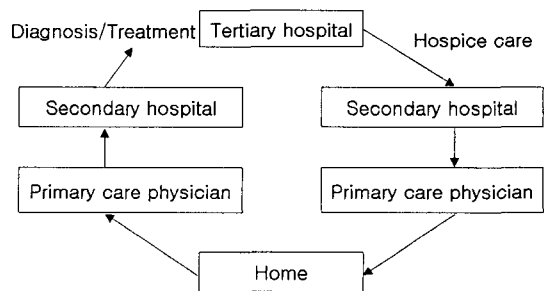 Diagnosis/Treatment
Tertiary hospital
Hospice care
Secondary hospital
Secondary hospital
Primary care physician
Primary care physician
Home